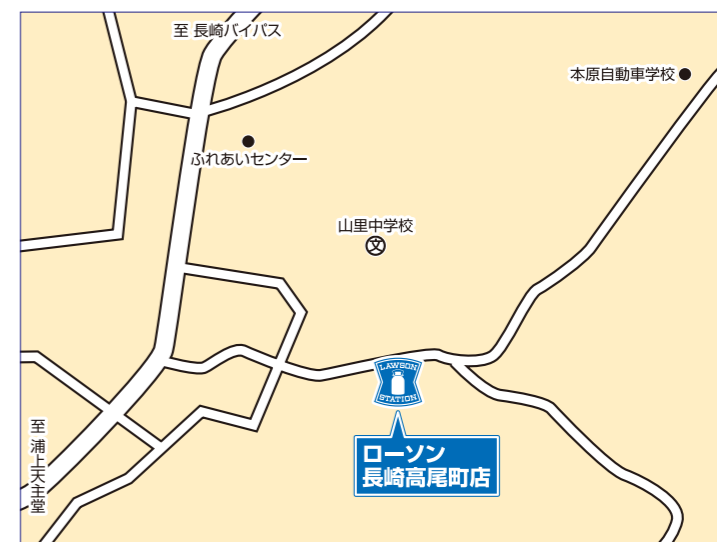 至 長崎バイパス
本原自動車学校
ふれあいセンター
山里中学校
文
LAWSON
STATION
ローソン
長崎高尾町店
至 浦上天主堂